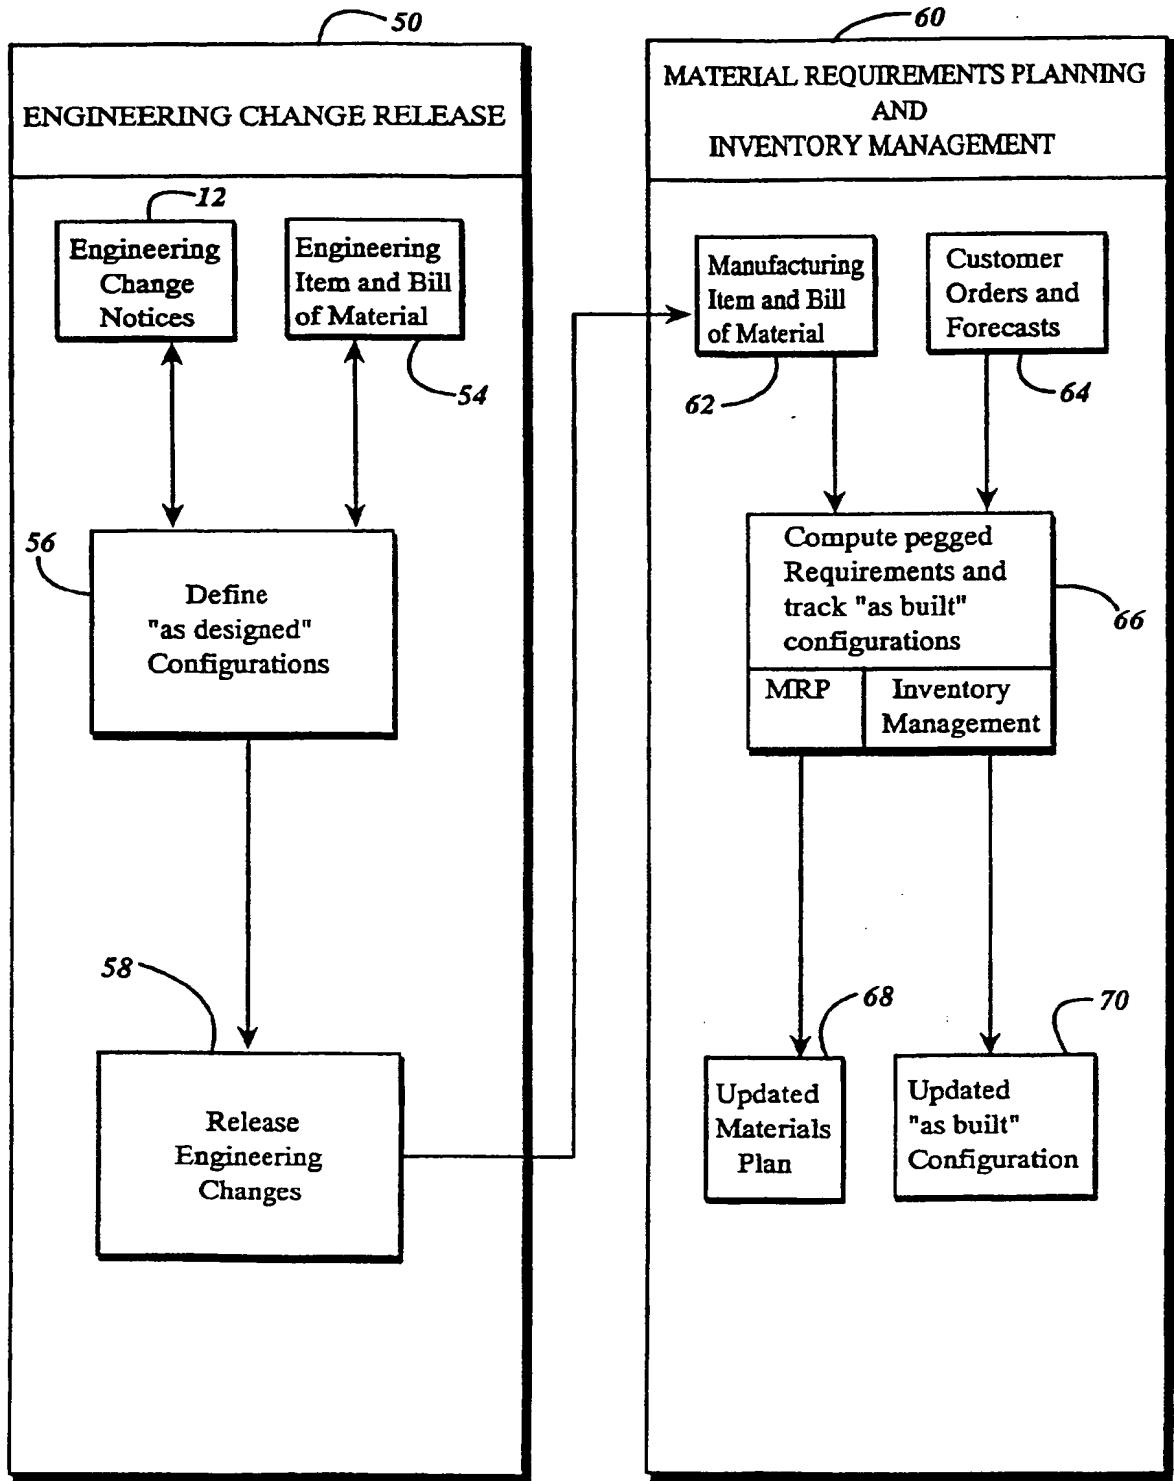 50
ENGINEERING CHANGE RELEASE
12
Engineering
Change
Notices
Engineering
Item and Bill
of Material
54
56
Define
"as designed"
Configurations
58
Release
Engineering
Changes
60
MATERIAL REQUIREMENTS PLANNING
AND
INVENTORY MANAGEMENT
Manufacturing
Item and Bill
of Material
62
Customer
Orders and
Forecasts
64
Compute pegged
Requirements and
track "as built"
configurations
66
MRP
Inventory
Management
68
Updated
Materials
Plan
70
Updated
"as built"
Configuration